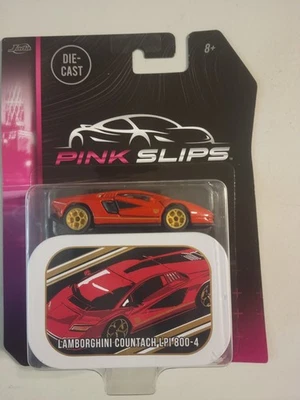 Jada
8+
DIE-
CAST
PINK SLIPS
LAMBORGHINI COUNTACH LPI 800-4